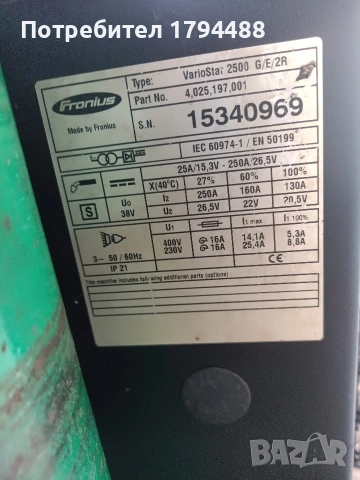 Потребител 1794488
Fronius
Made by Fronius
Type: VarioStar 2500 G/E/2R
Part No. 4,025,197,001
S.N. 15340969
IEC 60974-1 / EN 50199
25A/15,3V - 250A/26,5V
X(40°C) 27% 60% 100%
S U0 38V
I2 250A 160A 130A
U2 26,5V 22V 20,5V
U1 I1 max I1 100%
400V 16A 14,1A 5,3A
230V 16A 25,4A 8,8A
3~ 50 / 60Hz
IP 21 CE
This machine includes following additional parts (options):
BAZAR